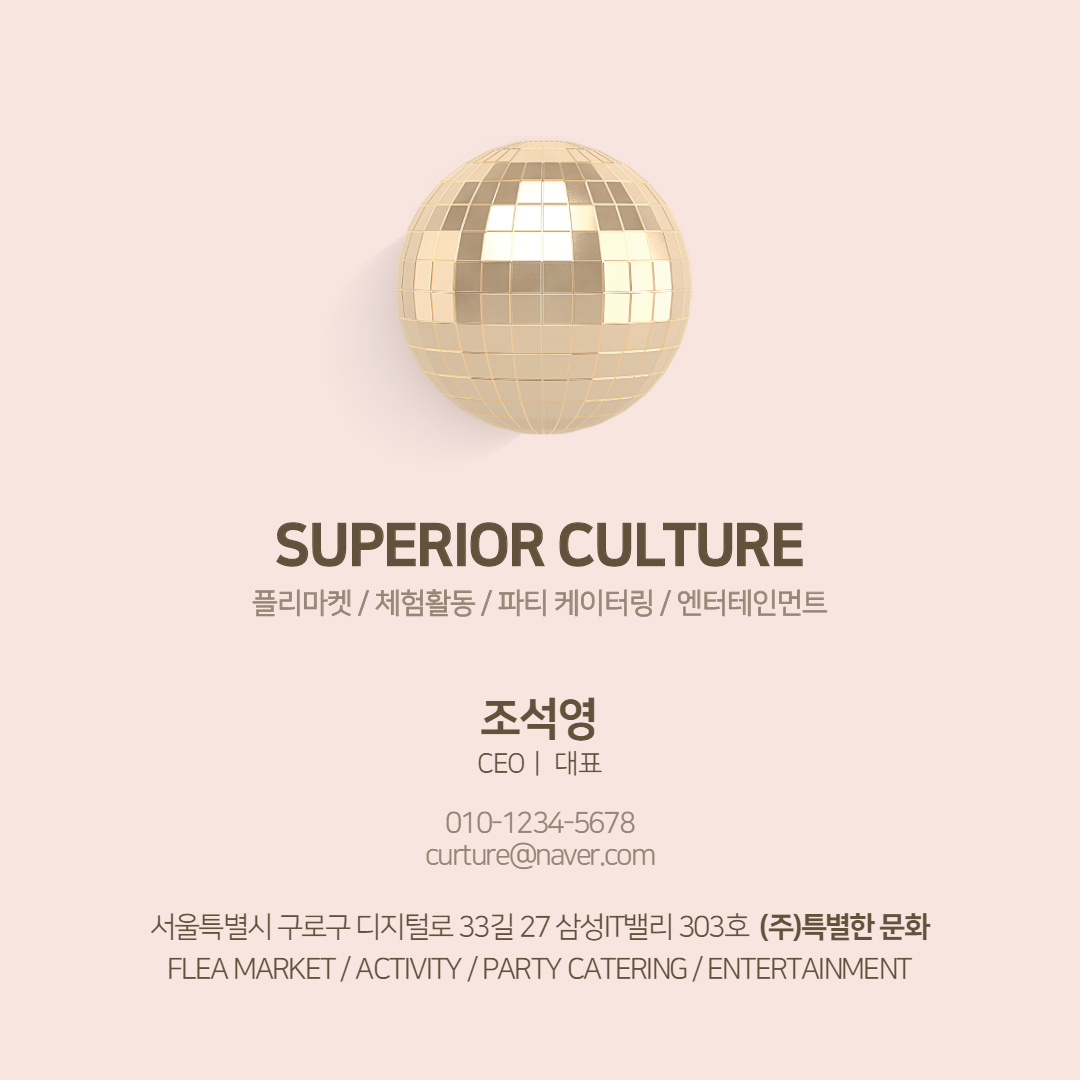 SUPERIOR CULTURE
플리마켓 / 체험활동 / 파티 케이터링 / 엔터테인먼트
조석영
CEO | 대표
010-1234-5678
curture@naver.com
서울특별시 구로구 디지털로 33길 27 삼성IT밸리 303호 (주)특별한 문화
FLEA MARKET / ACTIVITY / PARTY CATERING / ENTERTAINMENT